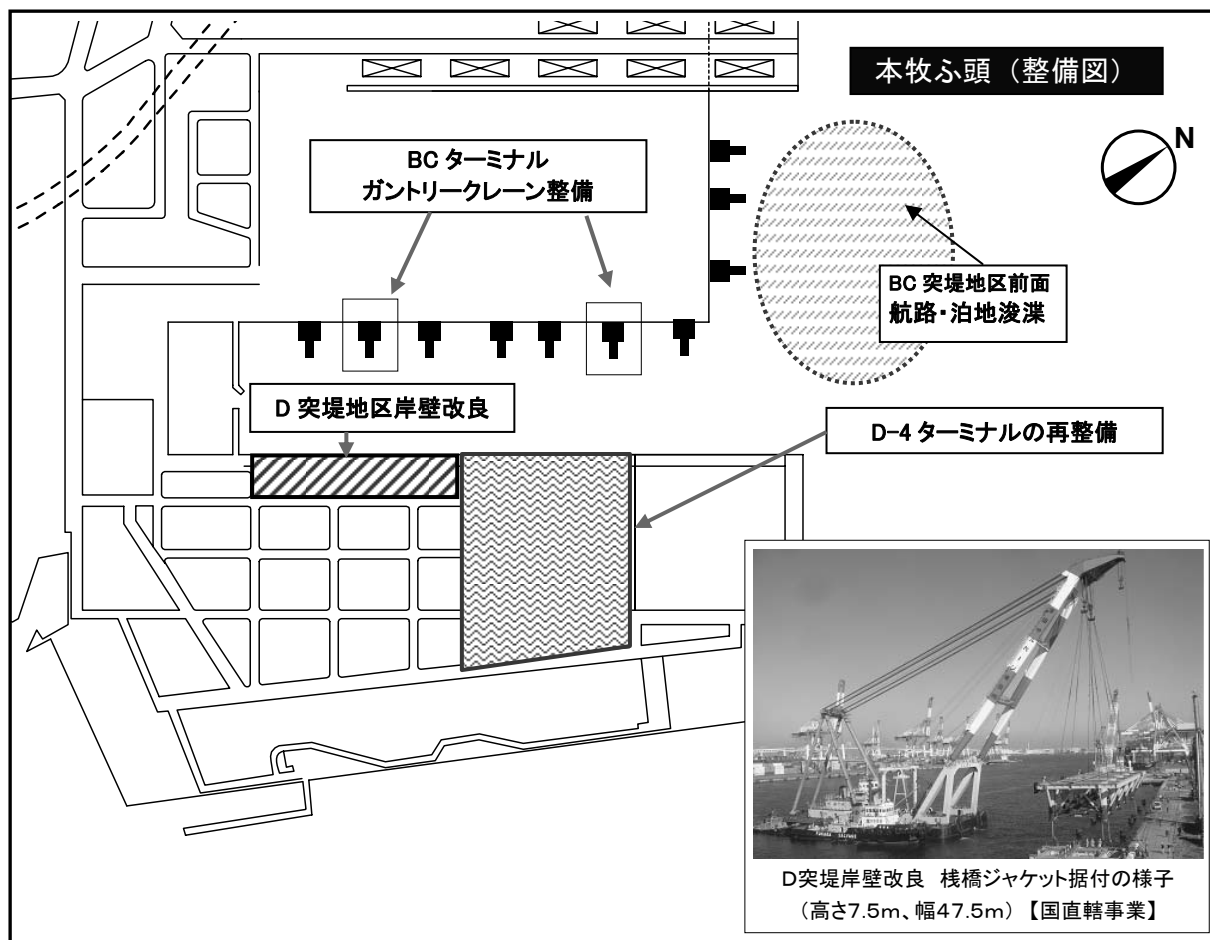 本牧ふ頭（整備図）
N
BC ターミナル
ガントリークレーン整備
BC 突堤地区前面
航路・泊地浚渫
D 突堤地区岸壁改良
D-4 ターミナルの再整備
D突堤岸壁改良 桟橋ジャケット据付の様子
（高さ7.5m、幅47.5m）【国直轄事業】